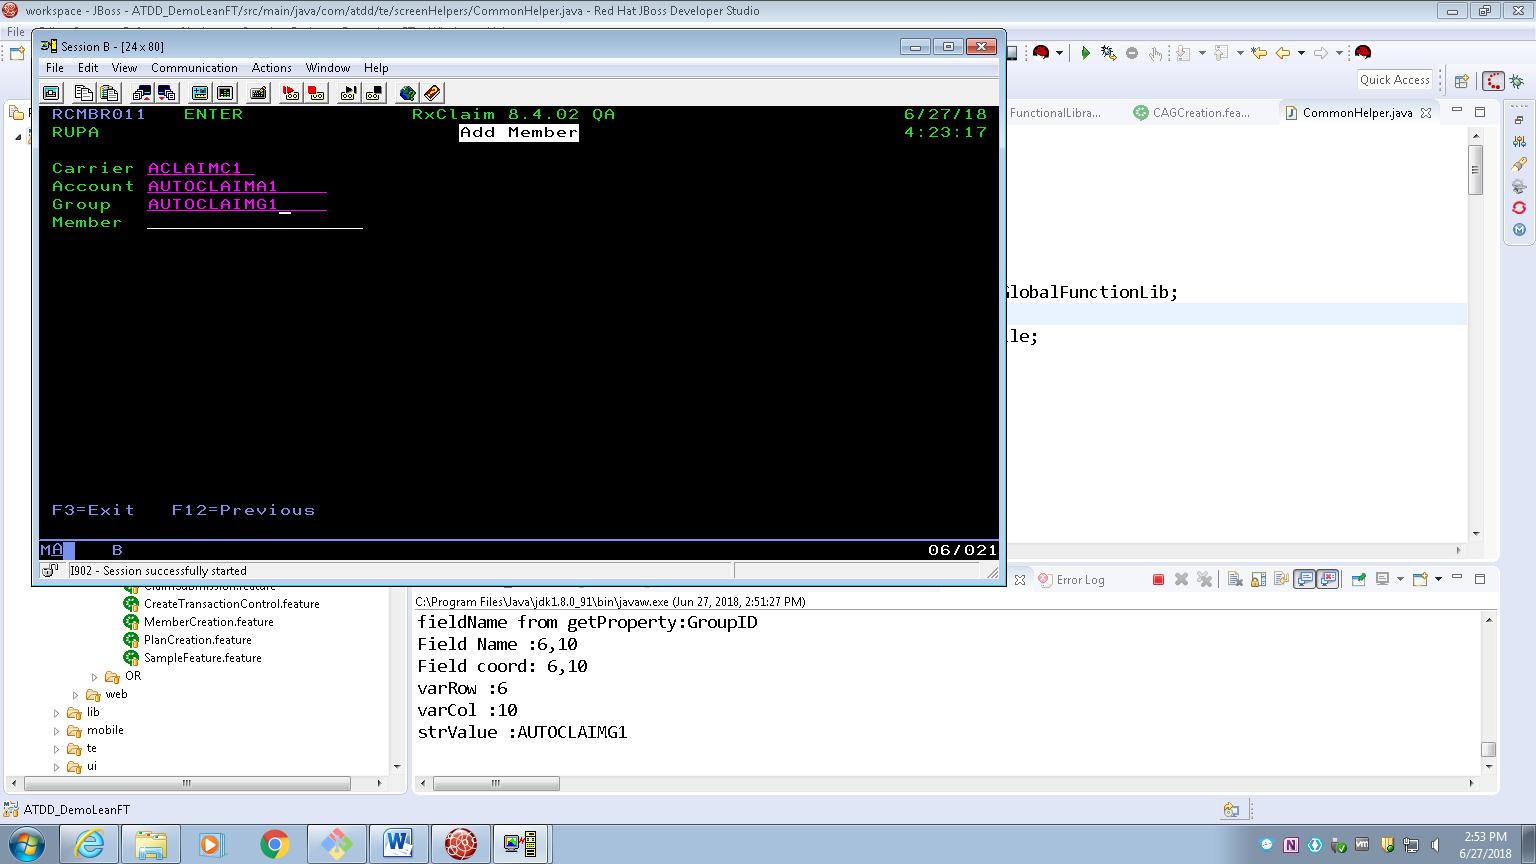 workspace - JBoss - ATDD_DemoLeanFT/src/main/java/com/atdd/te/screenHelpers/CommonHelper.java - Red Hat JBoss Developer Studio
File
Session B - [24 x 80]
File Edit View Communication Actions Window Help
Quick Access
RCMBR011 ENTER RxClaim 8.4.02 QA 6/27/18
RUPA Add Member 4:23:17
Carrier ACLAIMC1
Account AUTOCLAIMA1
Group AUTOCLAIMG1
Member
F3=Exit F12=Previous
MA B 06/021
I902 - Session successfully started
FunctionalLibra... CAGCreation.fea... CommonHelper.java
GlobalFunctionLib;
le;
ClaimSubmission.feature
CreateTransactionControl.feature
MemberCreation.feature
PlanCreation.feature
SampleFeature.feature
OR
web
lib
mobile
te
ui
Error Log
C:\Program Files\Java\jdk1.8.0_91\bin\javaw.exe (Jun 27, 2018, 2:51:27 PM)
fieldName from getProperty:GroupID
Field Name :6,10
Field coord: 6,10
varRow :6
varCol :10
strValue :AUTOCLAIMG1
ATDD_DemoLeanFT
2:53 PM
6/27/2018